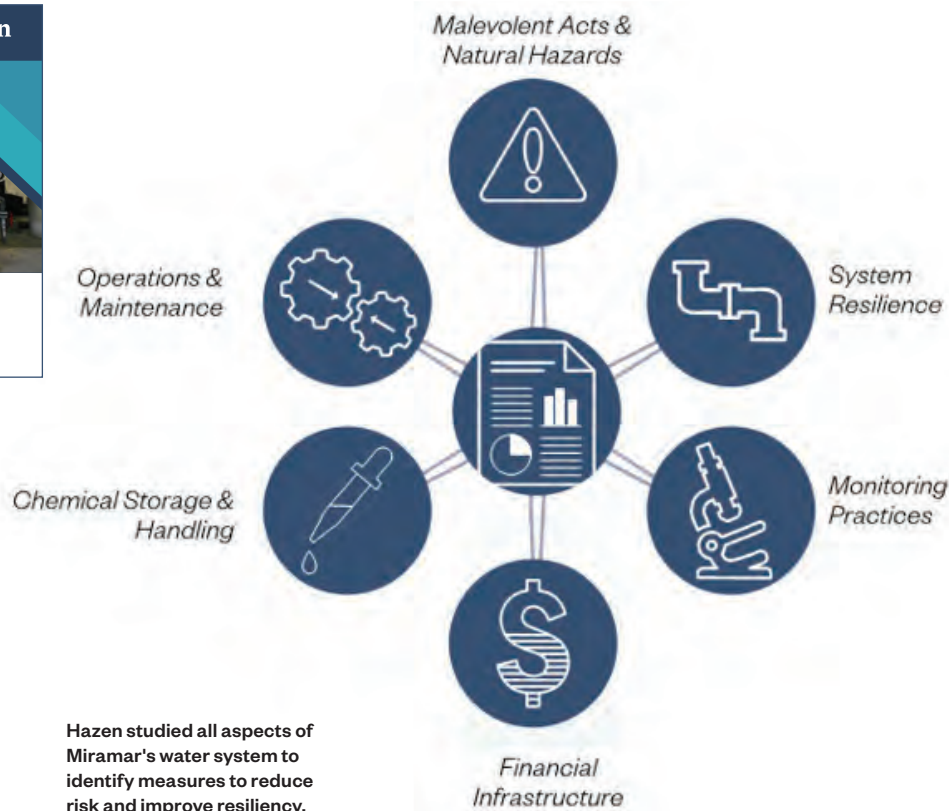 n
Malevolent Acts &
Natural Hazards
Operations &
Maintenance
System
Resilience
Chemical Storage &
Handling
Monitoring
Practices
Financial
Infrastructure
Hazen studied all aspects of
Miramar's water system to
identify measures to reduce
risk and improve resiliency.